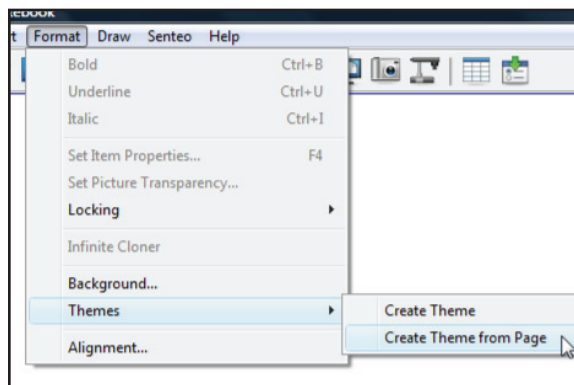 Format Draw Senteo Help
Bold Ctrl+B
Underline Ctrl+U
Italic Ctrl+I
Set Item Properties... F4
Set Picture Transparency...
Locking
Infinite Cloner
Background...
Themes
Create Theme
Create Theme from Page
Alignment...